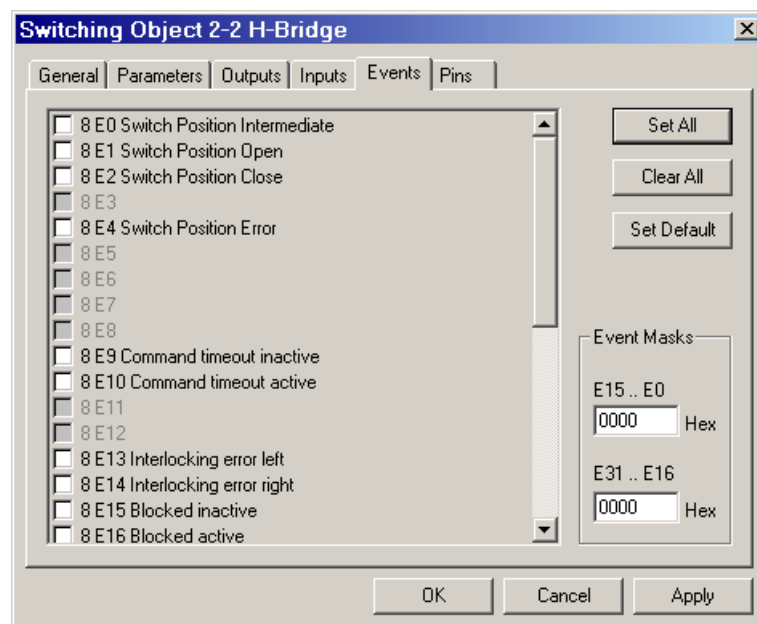 Switching Object 2-2 H-Bridge
General Parameters Outputs Inputs Events Pins
8 E0 Switch Position Intermediate
8 E1 Switch Position Open
8 E2 Switch Position Close
8 E3
8 E4 Switch Position Error
8 E5
8 E6
8 E7
8 E8
8 E9 Command timeout inactive
8 E10 Command timeout active
8 E11
8 E12
8 E13 Interlocking error left
8 E14 Interlocking error right
8 E15 Blocked inactive
8 E16 Blocked active
Set All
Clear All
Set Default
Event Masks
E15 .. E0
0000 Hex
E31 .. E16
0000 Hex
OK Cancel Apply